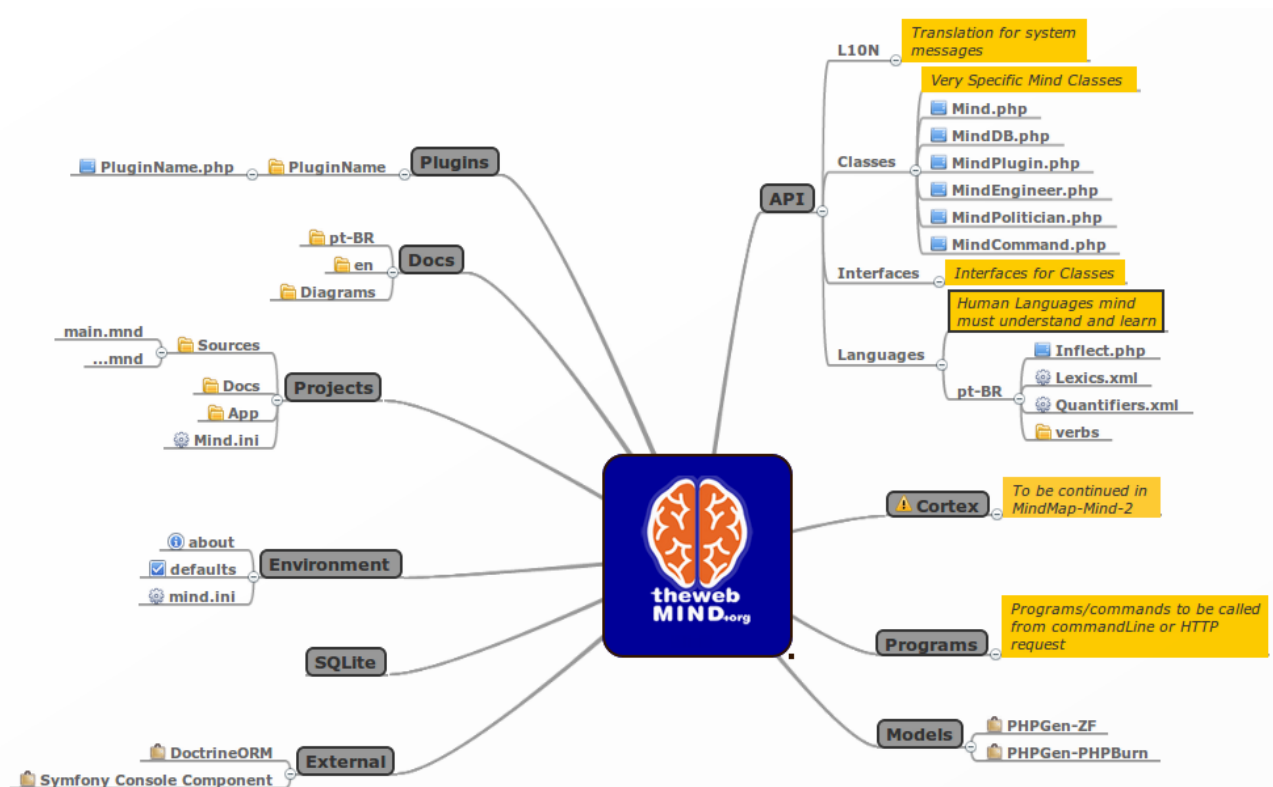 Plugins
PluginName
PluginName.php
Docs
pt-BR
en
Diagrams
Projects
Sources
main.mnd
...mnd
Docs
App
Mind.ini
Environment
about
defaults
mind.ini
SQLite
External
DoctrineORM
Symfony Console Component
theweb
MIND.org
API
L10N
Translation for system
messages
Classes
Very Specific Mind Classes
Mind.php
MindDB.php
MindPlugin.php
MindEngineer.php
MindPolitician.php
MindCommand.php
Interfaces
Interfaces for Classes
Languages
Human Languages mind
must understand and learn
pt-BR
Inflect.php
Lexics.xml
Quantifiers.xml
verbs
Cortex
To be continued in
MindMap-Mind-2
Programs
Programs/commands to be called
from commandLine or HTTP
request
Models
PHPGen-ZF
PHPGen-PHPBurn